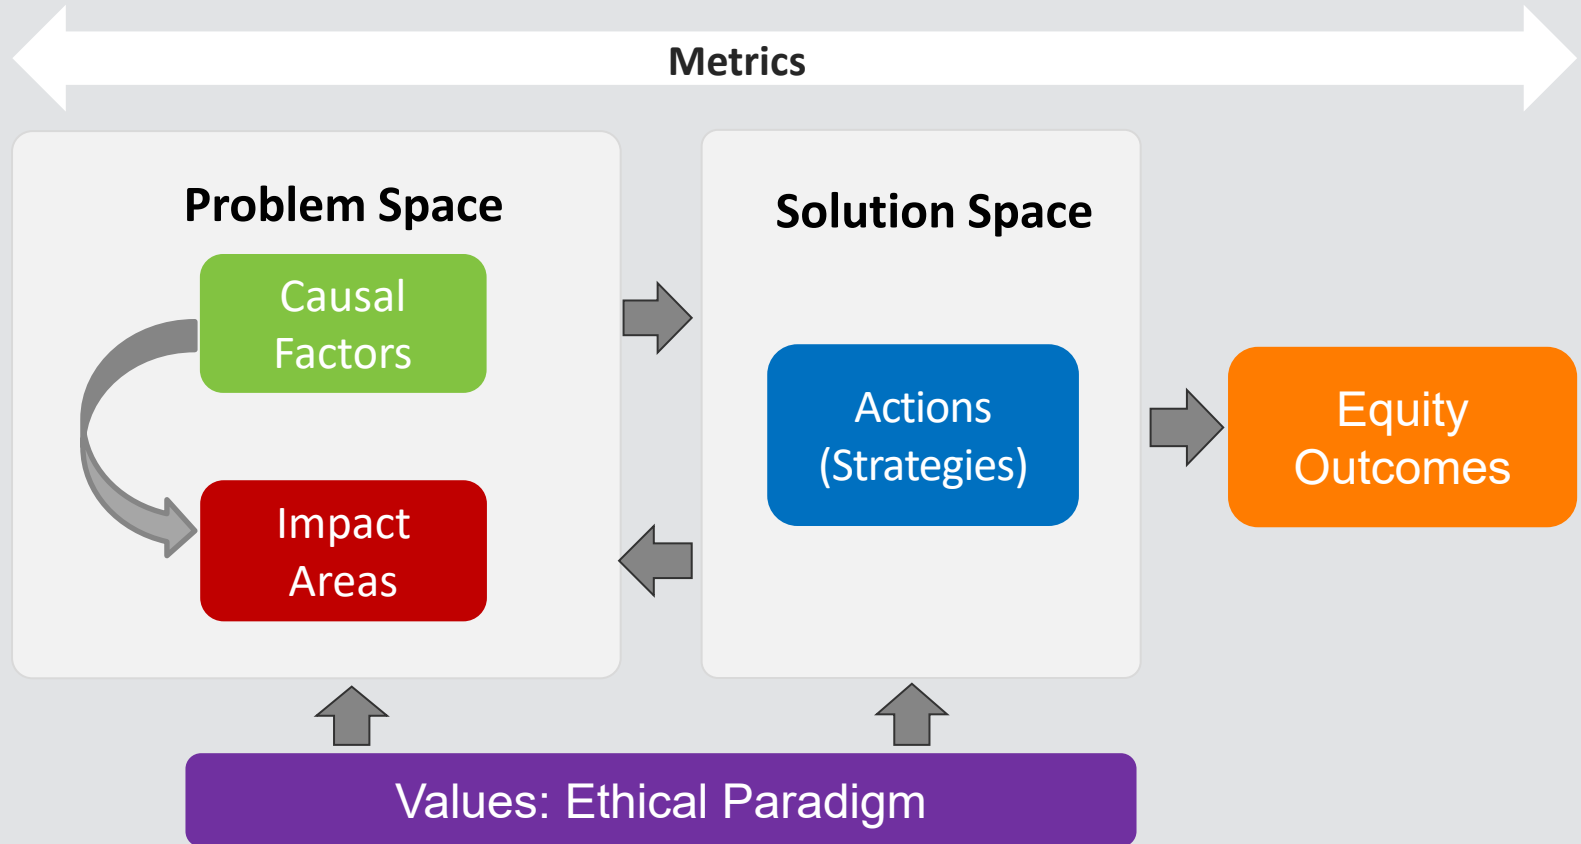 Metrics
Problem Space
Causal
Factors
Impact
Areas
Solution Space
Actions
(Strategies)
Equity
Outcomes
Values: Ethical Paradigm